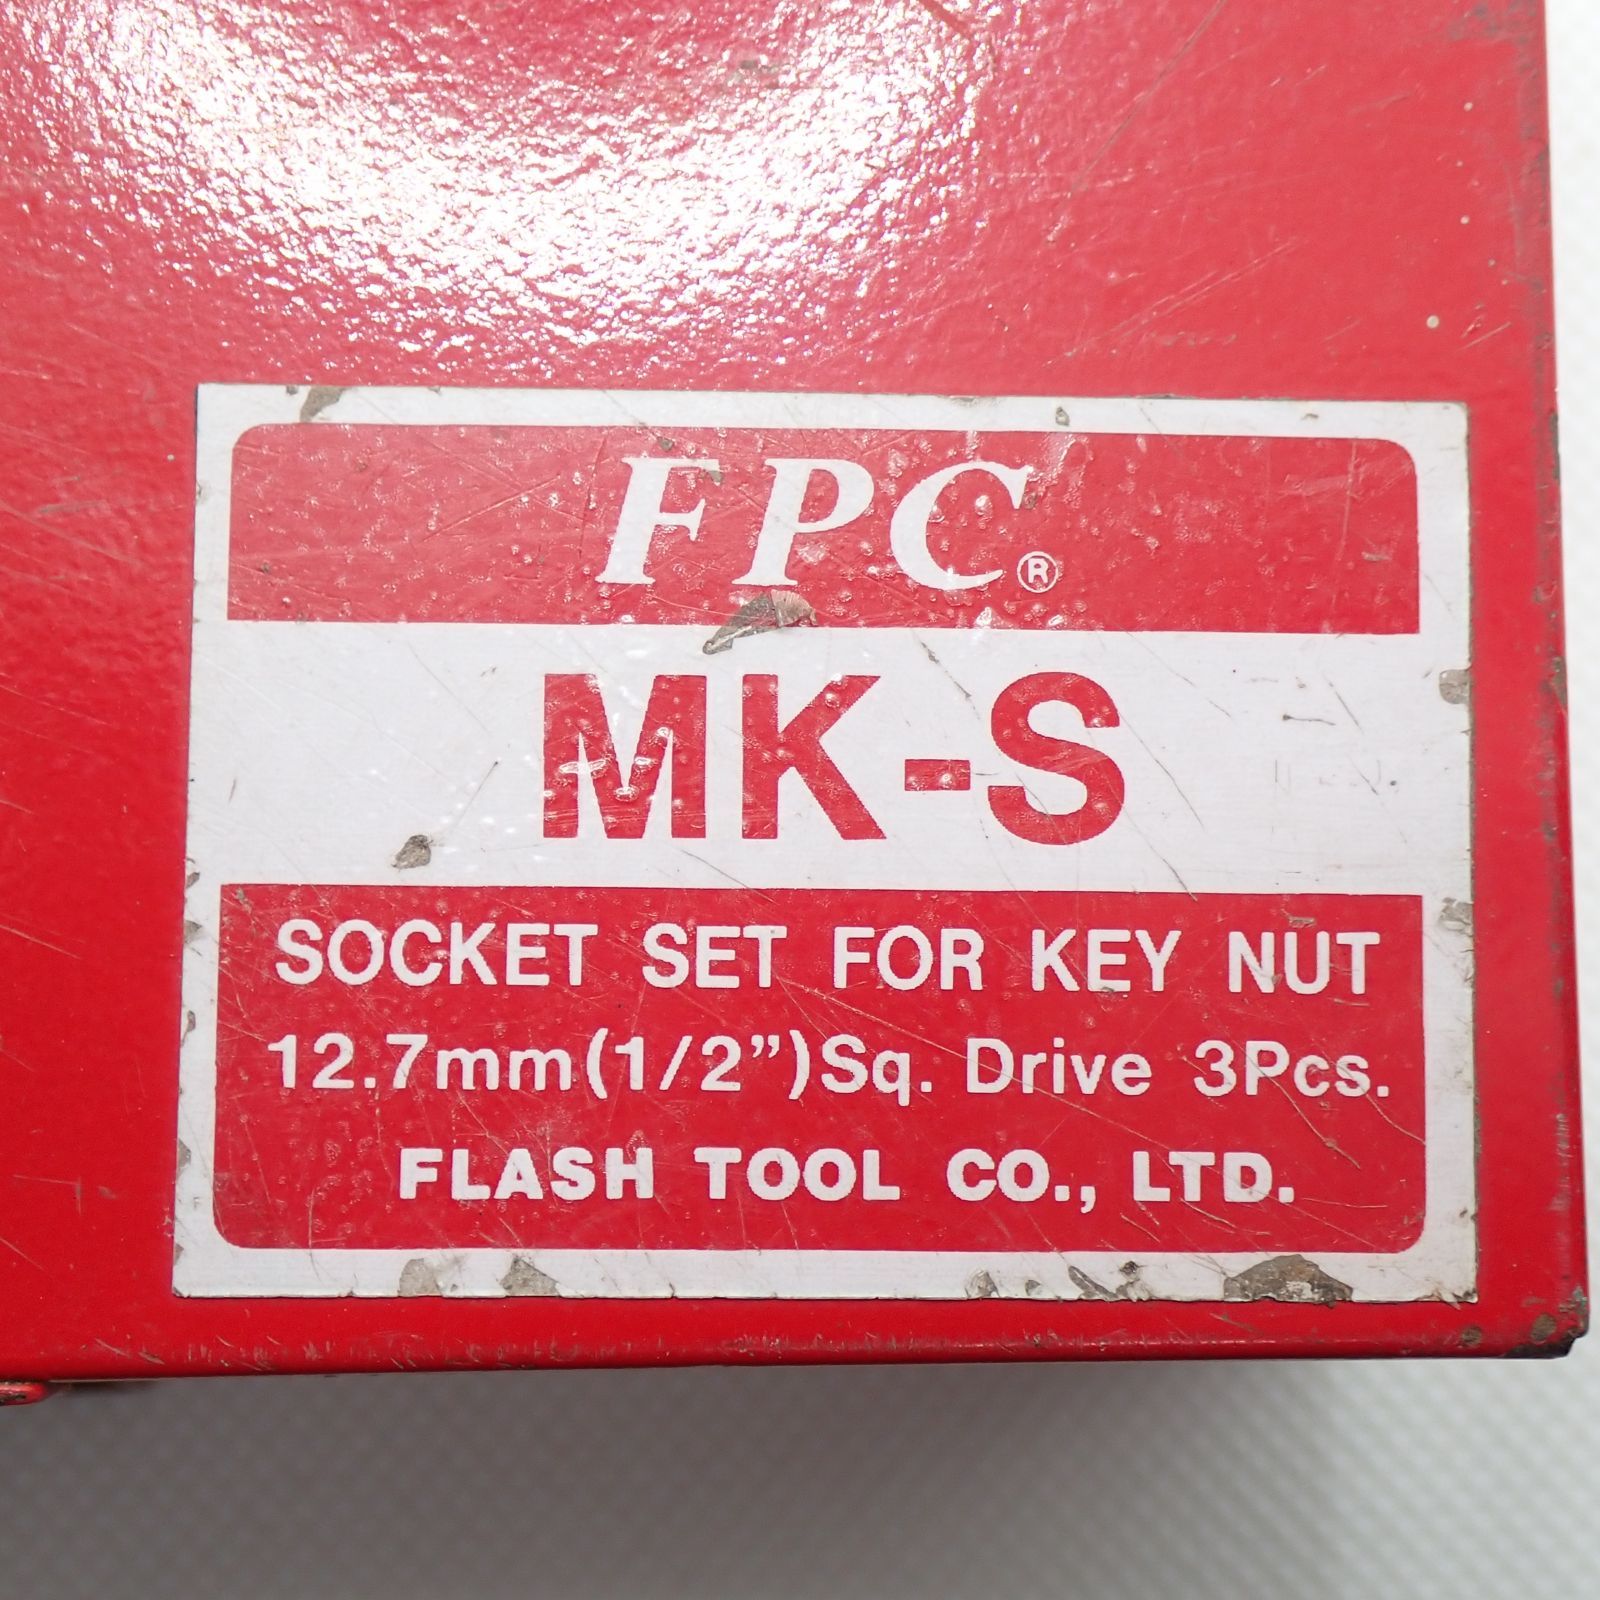 FPC®
MK-S
SOCKET SET FOR KEY NUT
12.7mm(1/2”)Sq. Drive 3Pcs.
FLASH TOOL CO., LTD.